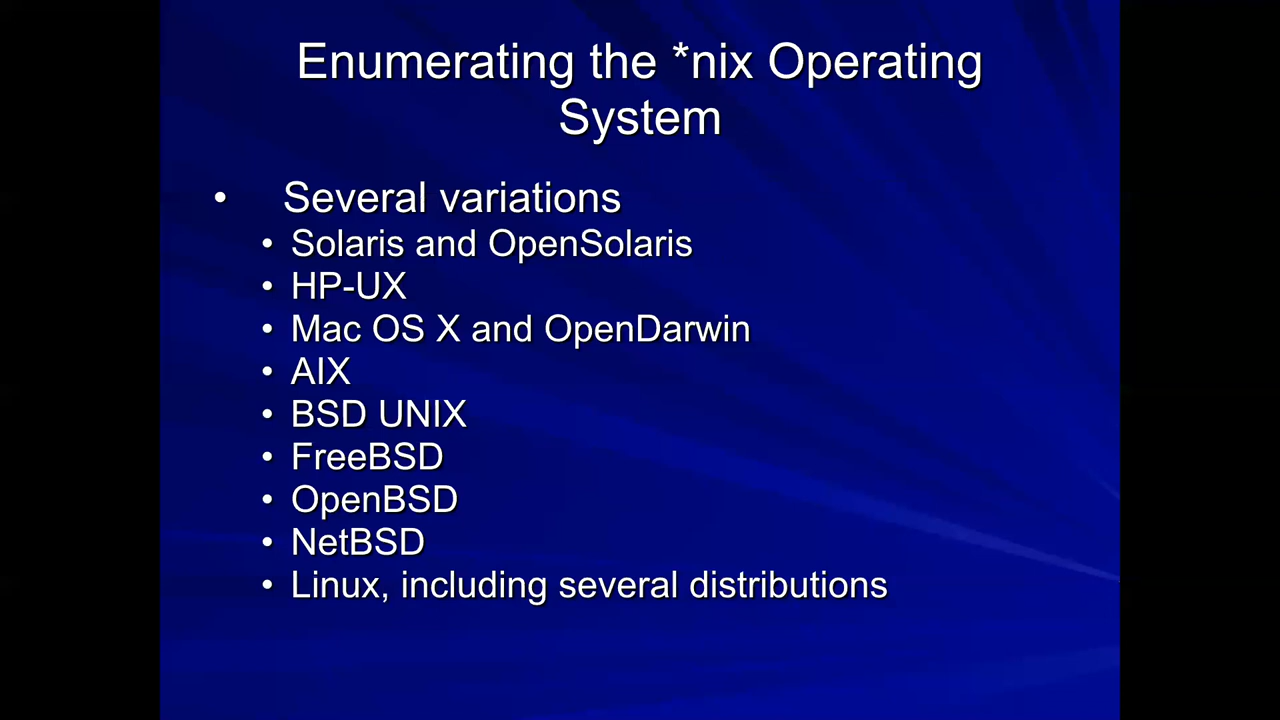 Enumerating the *nix Operating
System
• Several variations
• Solaris and OpenSolaris
• HP-UX
• Mac OS X and OpenDarwin
• AIX
• BSD UNIX
• FreeBSD
• OpenBSD
• NetBSD
• Linux, including several distributions